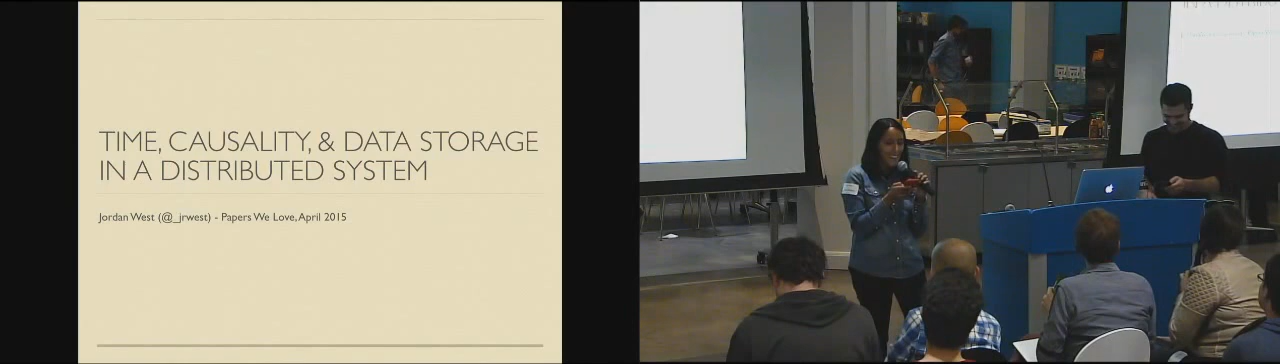 TIME, CAUSALITY, & DATA STORAGE
IN A DISTRIBUTED SYSTEM
Jordan West (@_jrwest) - Papers We Love, April 2015